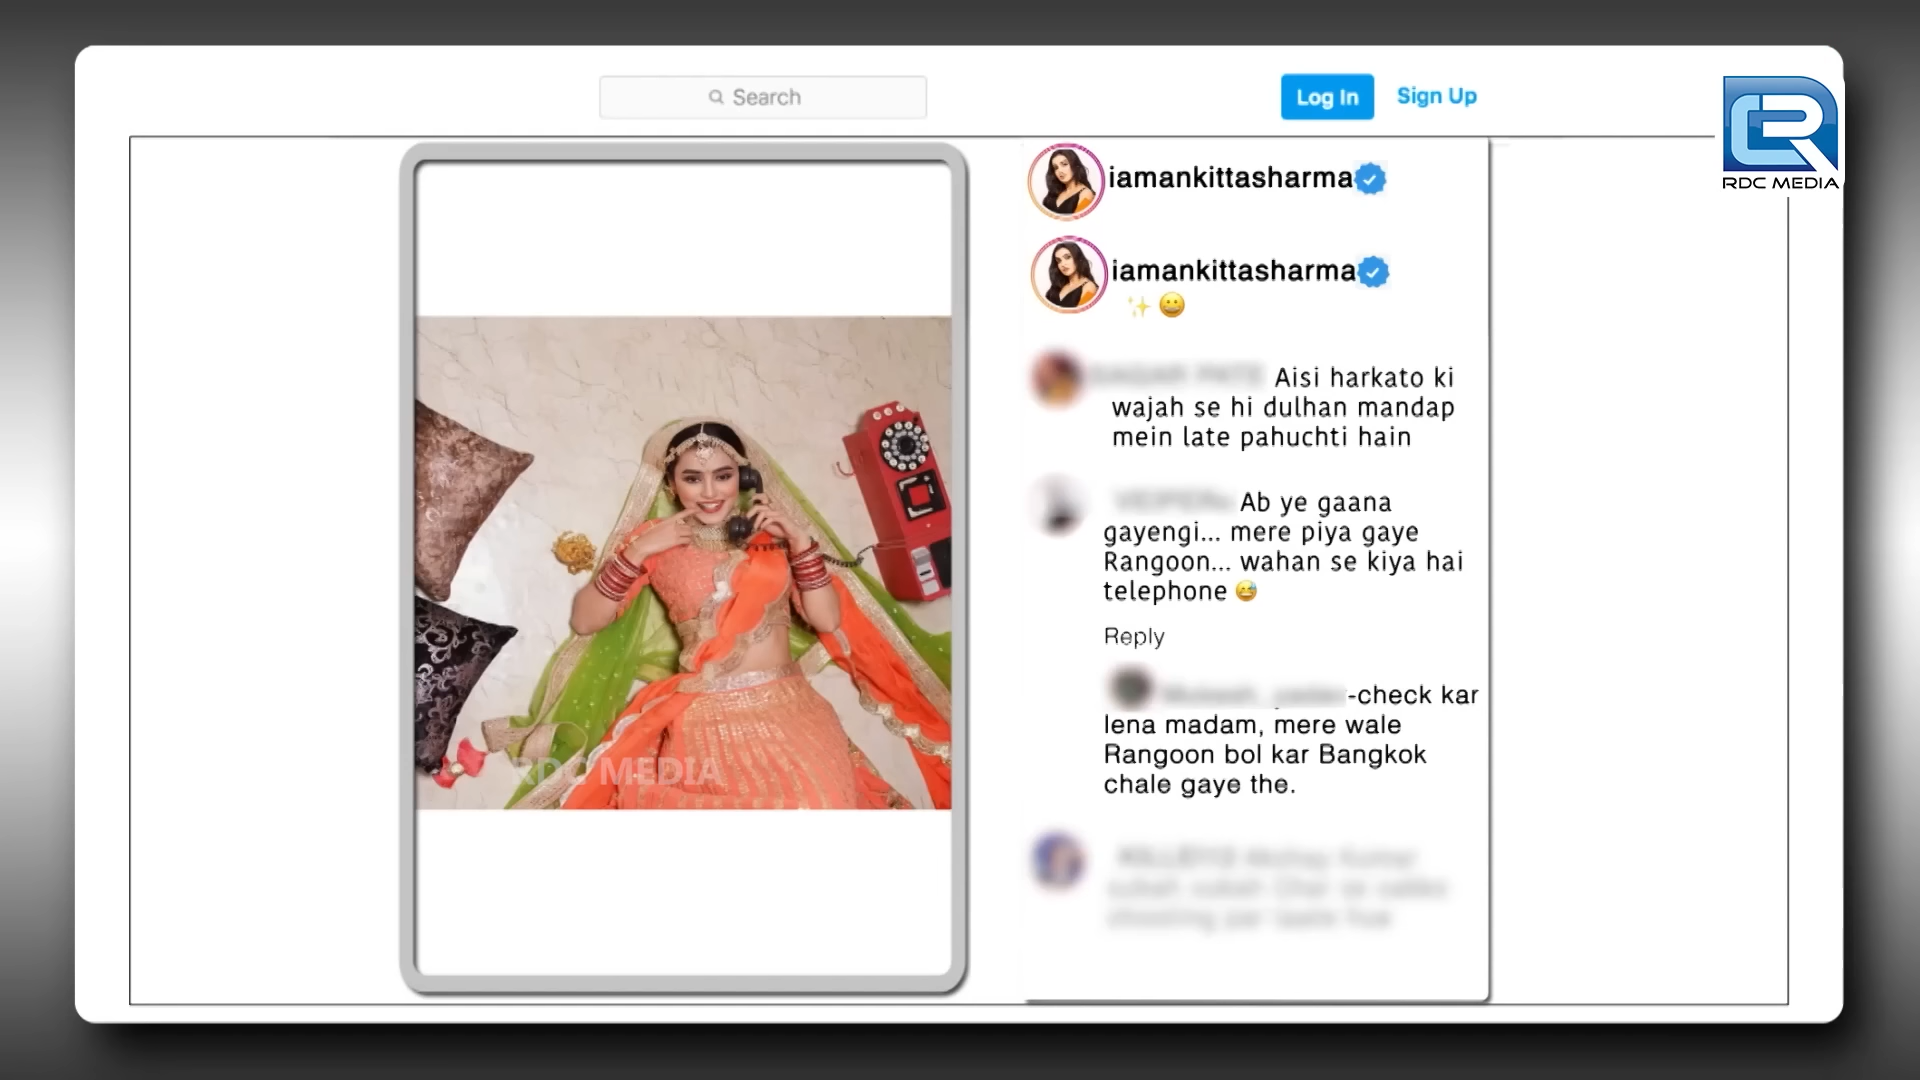 Search
Log In
Sign Up
RDC MEDIA
iamankittasharma
iamankittasharma
✨😀
Aisi harkato ki
wajah se hi dulhan mandap
mein late pahuchti hain
Ab ye gaana
gayengi... mere piya gaye
Rangoon... wahan se kiya hai
telephone 😅
Reply
-check kar
lena madam, mere wale
Rangoon bol kar Bangkok
chale gaye the.
RDC MEDIA